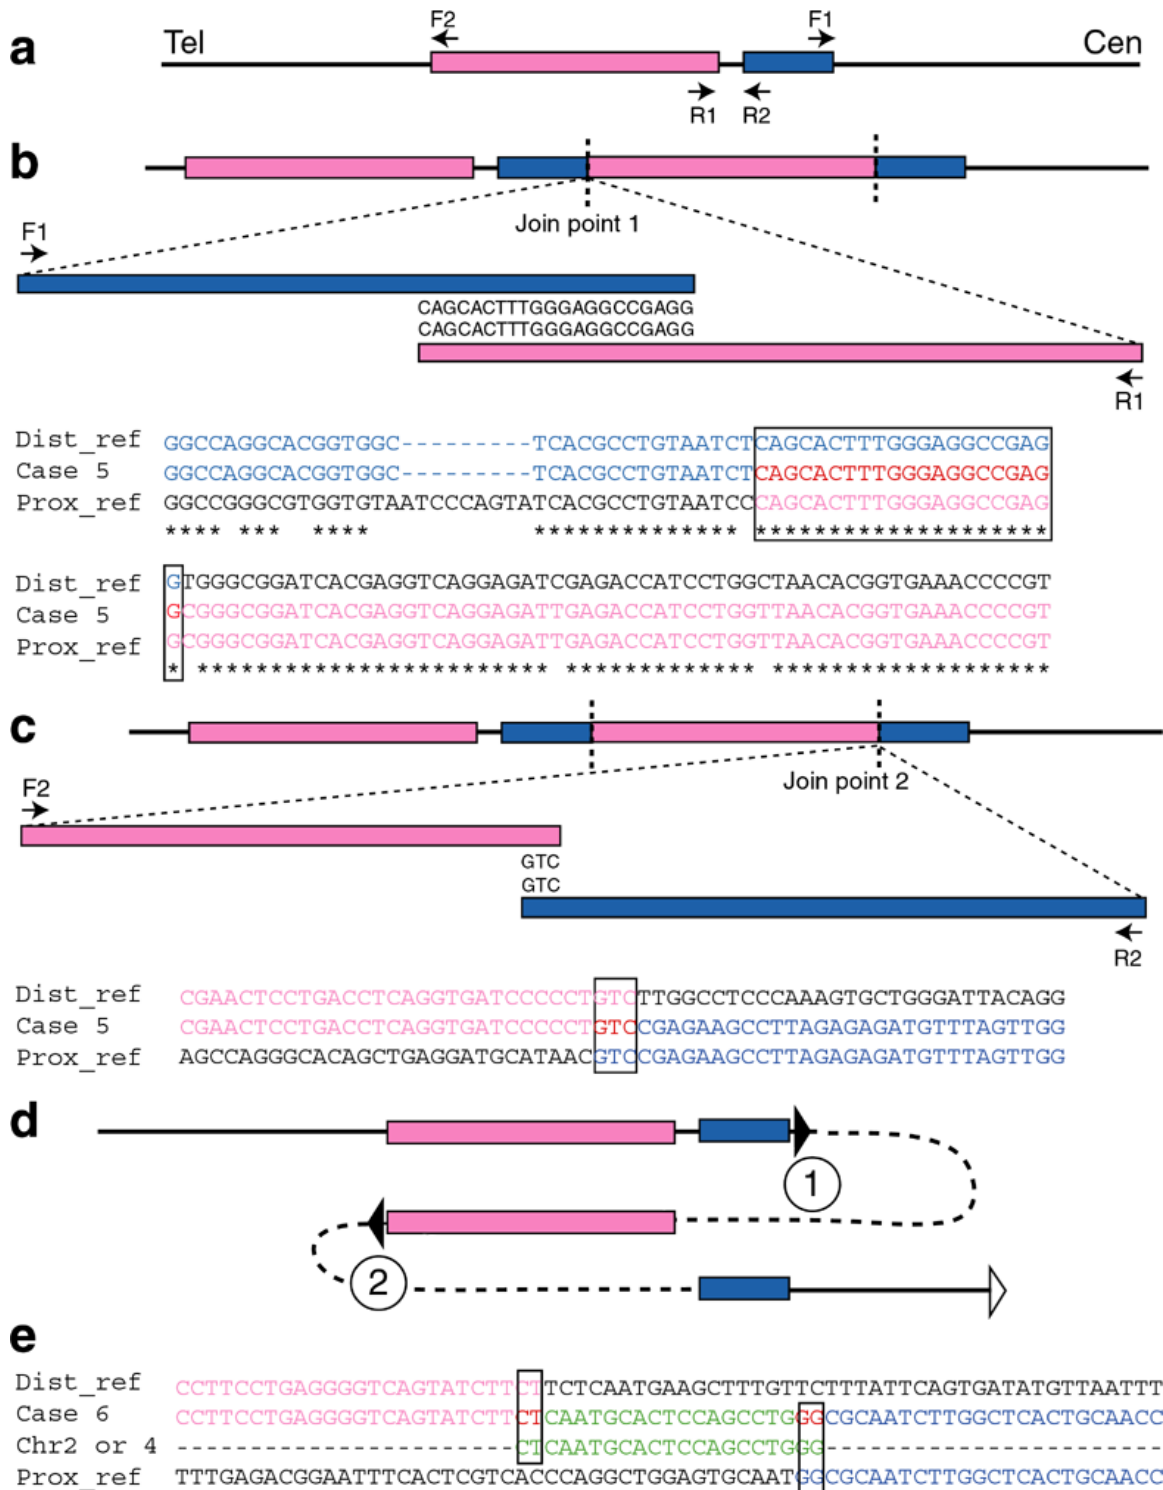 a
Tel F2 F1 Cen
R1 R2
b
Join point 1
F1
CAGCACTTTGGGAGGCCGAGG
CAGCACTTTGGGAGGCCGAGG
R1
Dist_ref GGCCAGGCACGGTGGC---------TCACGCCTGTAATCTCAGCACTTTGGGAGGCCGAG
Case 5 GGCCAGGCACGGTGGC---------TCACGCCTGTAATCTCAGCACTTTGGGAGGCCGAG
Prox_ref GGCCGGGCGTGGTGTAATCCCAGTATCACGCCTGTAATCCCAGCACTTTGGGAGGCCGAG
**** *** **** ************** ********************
Dist_ref GTGGGCGGATCACGAGGTCAGGAGATCGAGACCATCCTGGCTAACACGGTGAAACCCCGT
Case 5 GCGGGCGGATCACGAGGTCAGGAGATTGAGACCATCCTGGTTAACACGGTGAAACCCCGT
Prox_ref GCGGGCGGATCACGAGGTCAGGAGATTGAGACCATCCTGGTTAACACGGTGAAACCCCGT
* ************************ ************* *******************
c
Join point 2
F2
GTC
GTC
R2
Dist_ref CGAACTCCTGACCTCAGGTGATCCCCCTGTCTTGGCCTCCCAAAGTGCTGGGATTACAGG
Case 5 CGAACTCCTGACCTCAGGTGATCCCCCTGTCCGAGAAGCCTTAGAGAGATGTTTAGTTGG
Prox_ref AGCCAGGGCACAGCTGAGGATGCATAACGTCCGAGAAGCCTTAGAGAGATGTTTAGTTGG
d
1
2
e
Dist_ref CCTTCCTGAGGGGTCAGTATCTTCTTCTCAATGAAGCTTTGTTCTTTATTCAGTGATATGTTAATTT
Case 6 CCTTCCTGAGGGGTCAGTATCTTCTCAATGCACTCCAGCCTGGGCGCAATCTTGGCTCACTGCAACC
Chr2 or 4 -----------------------CTCAATGCACTCCAGCCTGGG-----------------------
Prox_ref TTTGAGACGGAATTTCACTCGTCACCCAGGCTGGAGTGCAATGGCGCAATCTTGGCTCACTGCAACC